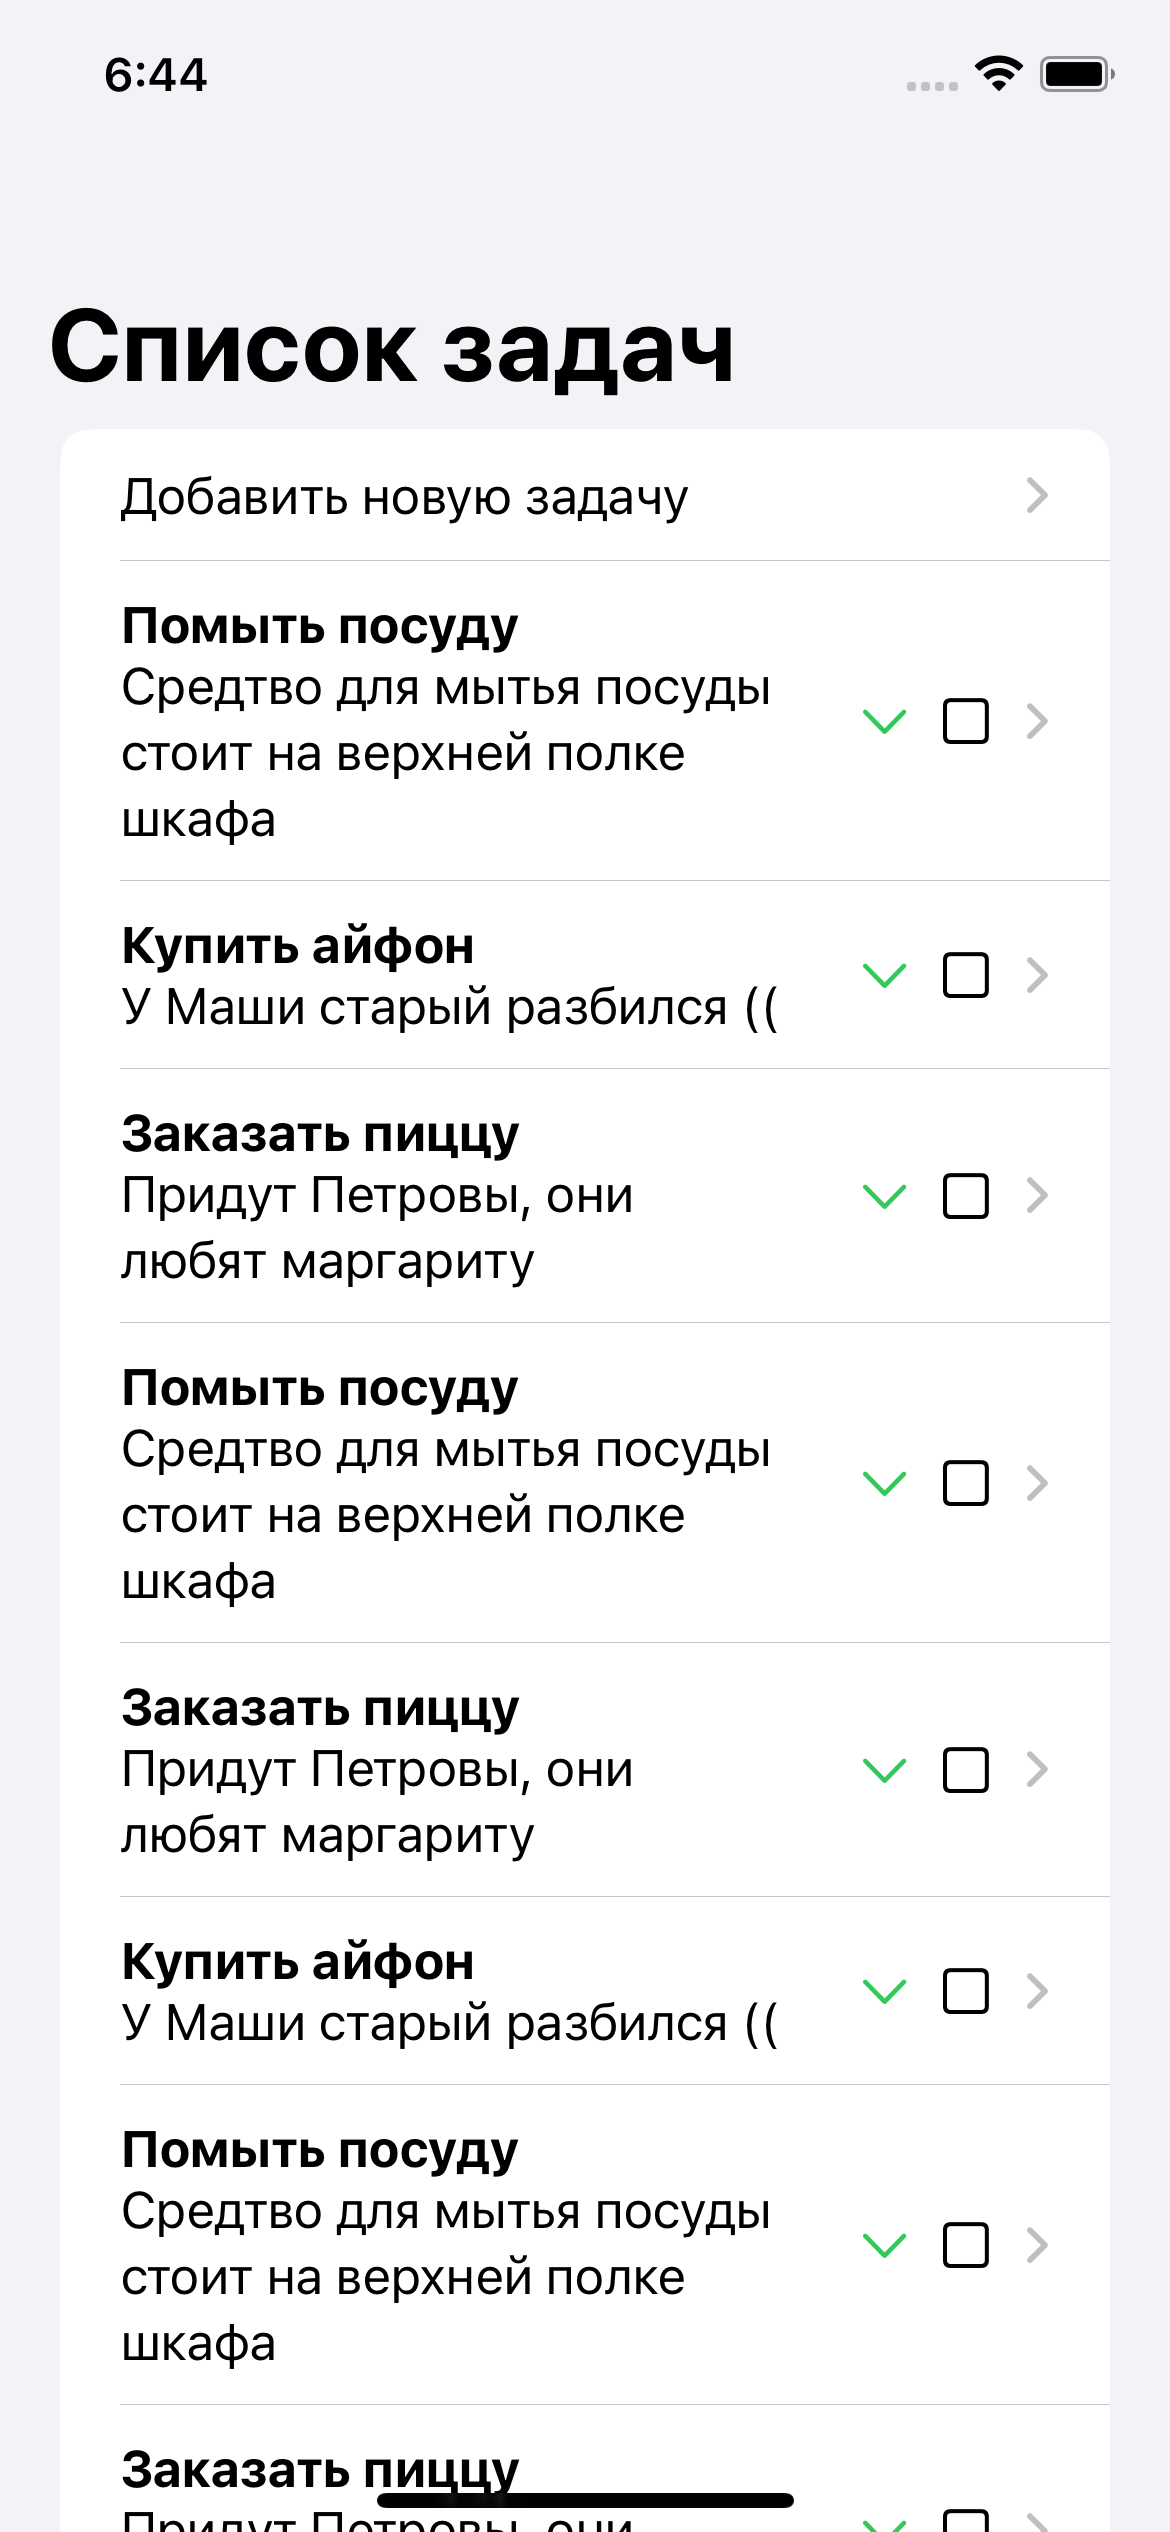 6:44
Список задач
Добавить новую задачу
Помыть посуду
Средтво для мытья посуды
стоит на верхней полке
шкафа
Купить айфон
У Маши старый разбился ((
Заказать пиццу
Придут Петровы, они
любят маргариту
Помыть посуду
Средтво для мытья посуды
стоит на верхней полке
шкафа
Заказать пиццу
Придут Петровы, они
любят маргариту
Купить айфон
У Маши старый разбился ((
Помыть посуду
Средтво для мытья посуды
стоит на верхней полке
шкафа
Заказать пиццу
Придут Петровы, они